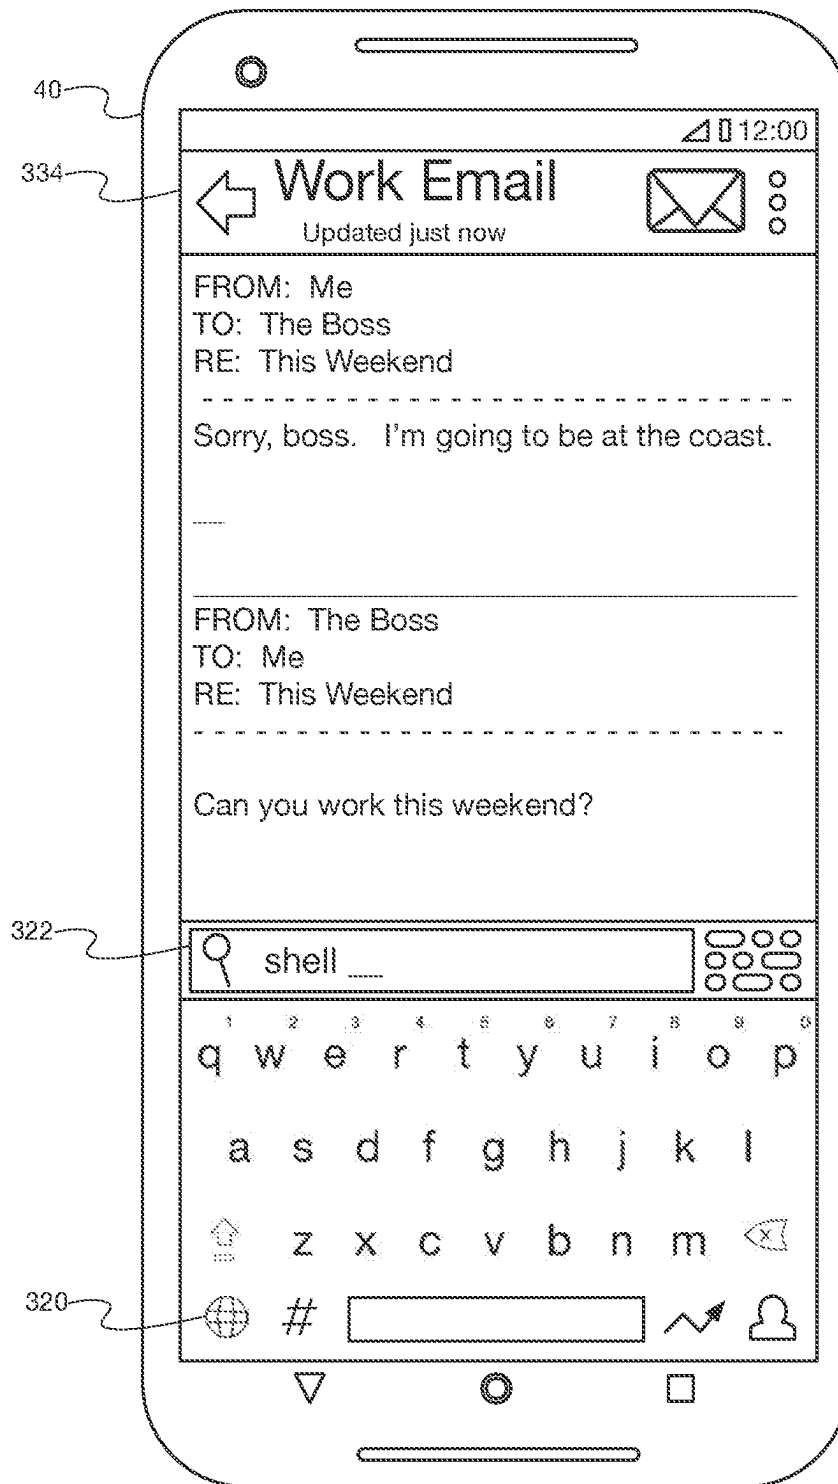 40
12:00
334
Work Email
Updated just now
FROM: Me
TO: The Boss
RE: This Weekend
Sorry, boss. I'm going to be at the coast.
FROM: The Boss
TO: Me
RE: This Weekend
Can you work this weekend?
322
shell
1 2 3 4 5 6 7 8 9 0
q w e r t y u i o p
a s d f g h j k l
z x c v b n m
320
#